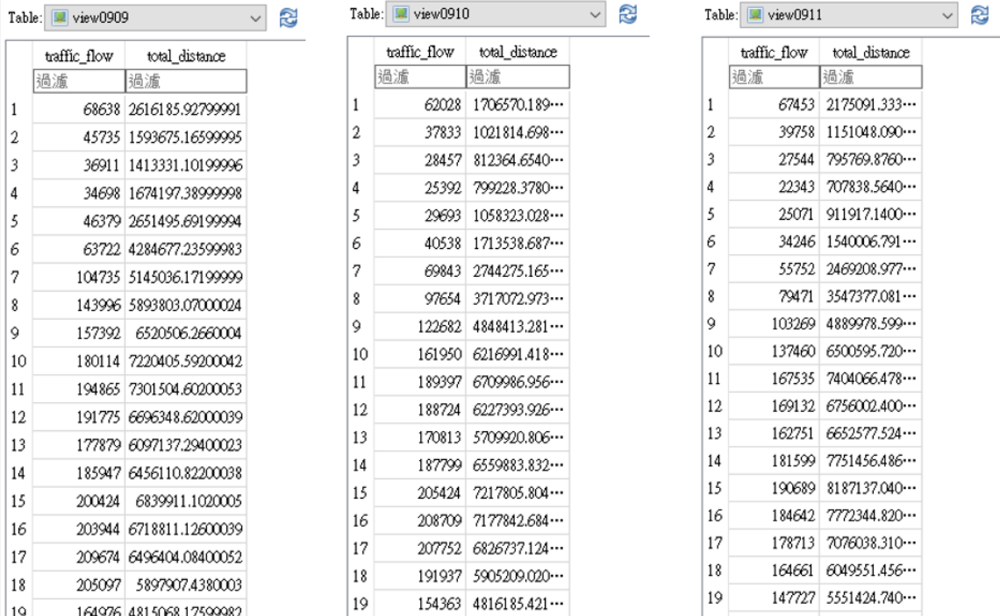 Table: view0909
traffic_flow total_distance
過濾 過濾
1 68638 2616185.92799991
2 45735 1593675.16599995
3 36911 1413331.10199996
4 34698 1674197.38999998
5 46379 2651495.69199994
6 63722 4284677.23599983
7 104735 5145036.17199999
8 143996 5893803.07000024
9 157392 6520506.2660004
10 180114 7220405.59200042
11 194865 7301504.60200053
12 191775 6696348.62000039
13 177879 6097137.29400023
14 185947 6456110.82200038
15 200424 6839911.1020005
16 203944 6718811.12600039
17 209674 6496404.08400052
18 205097 5897907.4380003
19 164976 4815068.17599982
Table: view0910
traffic_flow total_distance
過濾 過濾
1 62028 1706570.189…
2 37833 1021814.698…
3 28457 812364.6540…
4 25392 799228.3780…
5 29693 1058323.028…
6 40538 1713538.687…
7 69843 2744275.165…
8 97654 3717072.973…
9 122682 4848413.281…
10 161950 6216991.418…
11 189397 6709986.956…
12 188724 6227393.926…
13 170813 5709920.806…
14 187799 6559883.832…
15 205424 7217805.804…
16 208709 7177842.684…
17 207752 6826737.124…
18 191937 5905209.020…
19 154363 4816185.421…
Table: view0911
traffic_flow total_distance
過濾 過濾
1 67453 2175091.333…
2 39758 1151048.090…
3 27544 795769.8760…
4 22343 707838.5640…
5 25071 911917.1400…
6 34246 1540006.791…
7 55752 2469208.977…
8 79471 3547377.081…
9 103269 4889978.599…
10 137460 6500595.720…
11 167535 7404066.478…
12 169132 6756002.400…
13 162751 6652577.524…
14 181599 7751456.486…
15 190689 8187137.040…
16 184642 7772344.820…
17 178713 7076038.310…
18 164661 6049551.456…
19 147727 5551424.740…